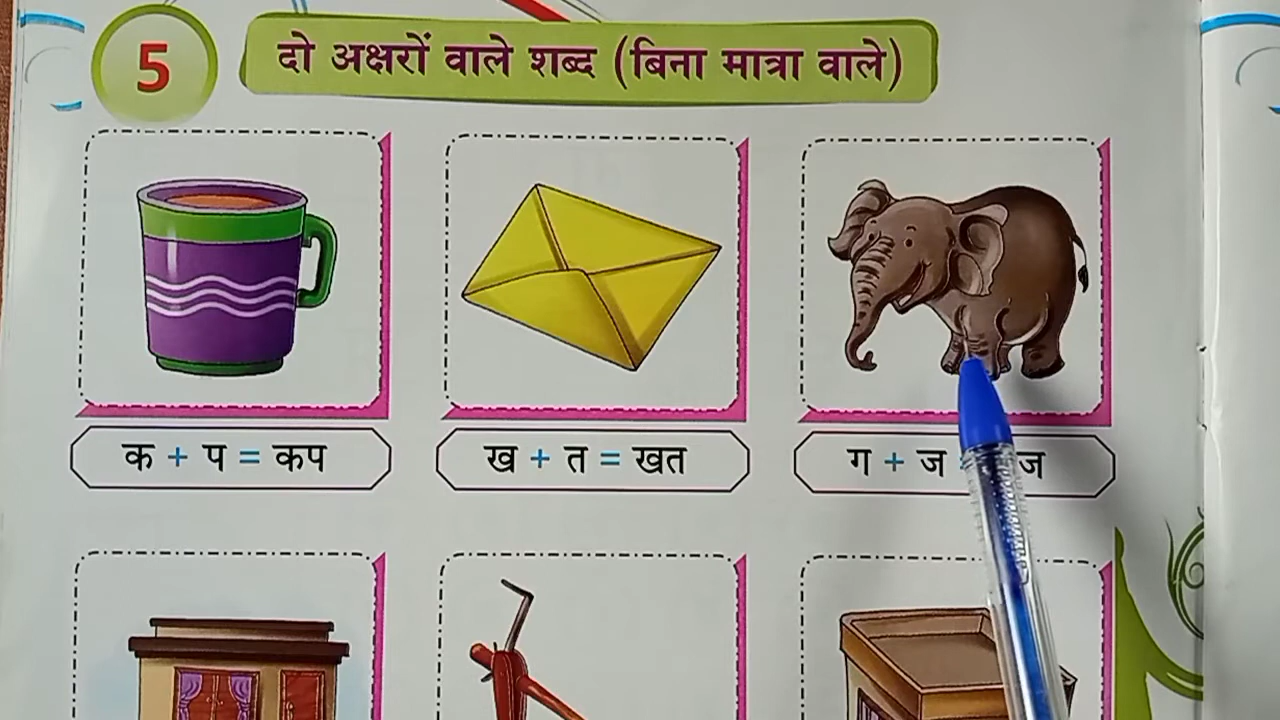 5
दो अक्षरों वाले शब्द (बिना मात्रा वाले)
क + प = कप
ख + त = खत
ग + ज = ज